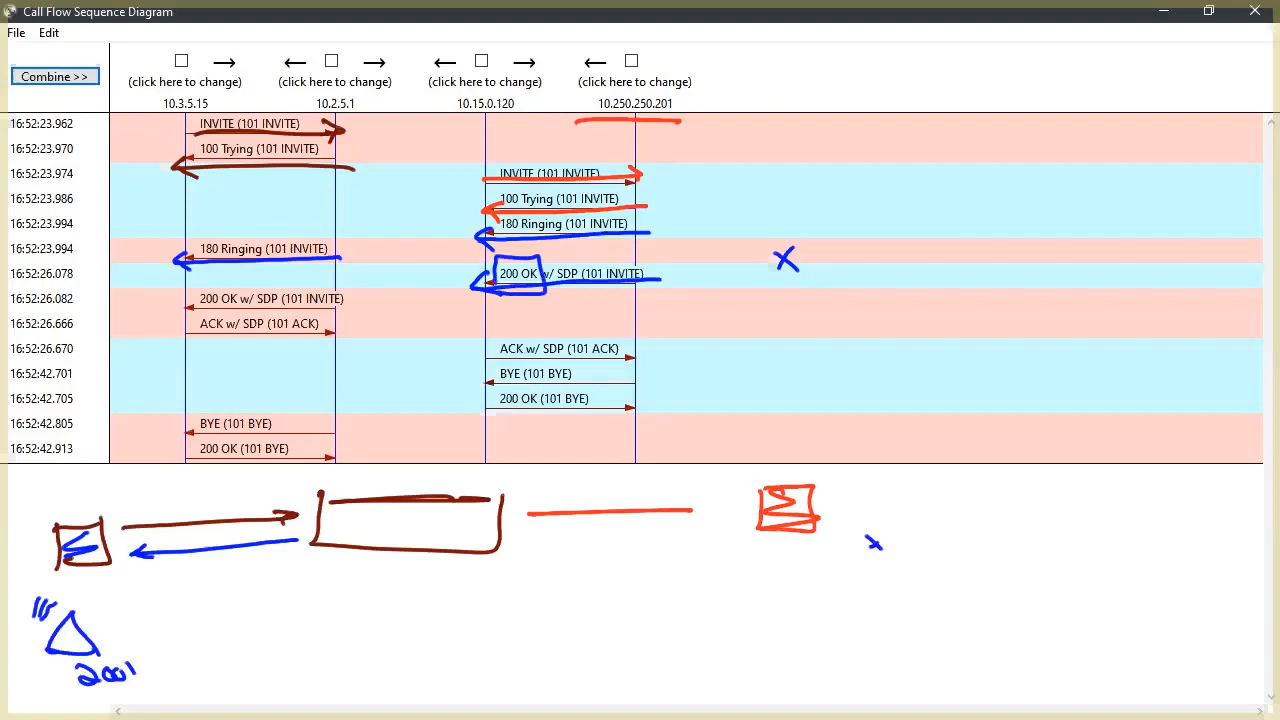 Call Flow Sequence Diagram
File Edit
Combine >>
(click here to change) (click here to change) (click here to change) (click here to change)
10.3.5.15 10.2.5.1 10.15.0.120 10.250.250.201
16:52:23.962 INVITE (101 INVITE)
16:52:23.970 100 Trying (101 INVITE)
16:52:23.974 INVITE (101 INVITE)
16:52:23.986 100 Trying (101 INVITE)
16:52:23.994 180 Ringing (101 INVITE)
16:52:23.994 180 Ringing (101 INVITE)
16:52:26.078 200 OK w/ SDP (101 INVITE)
16:52:26.082 200 OK w/ SDP (101 INVITE)
16:52:26.666 ACK w/ SDP (101 ACK)
16:52:26.670 ACK w/ SDP (101 ACK)
16:52:42.701 BYE (101 BYE)
16:52:42.705 200 OK (101 BYE)
16:52:42.805 BYE (101 BYE)
16:52:42.913 200 OK (101 BYE)